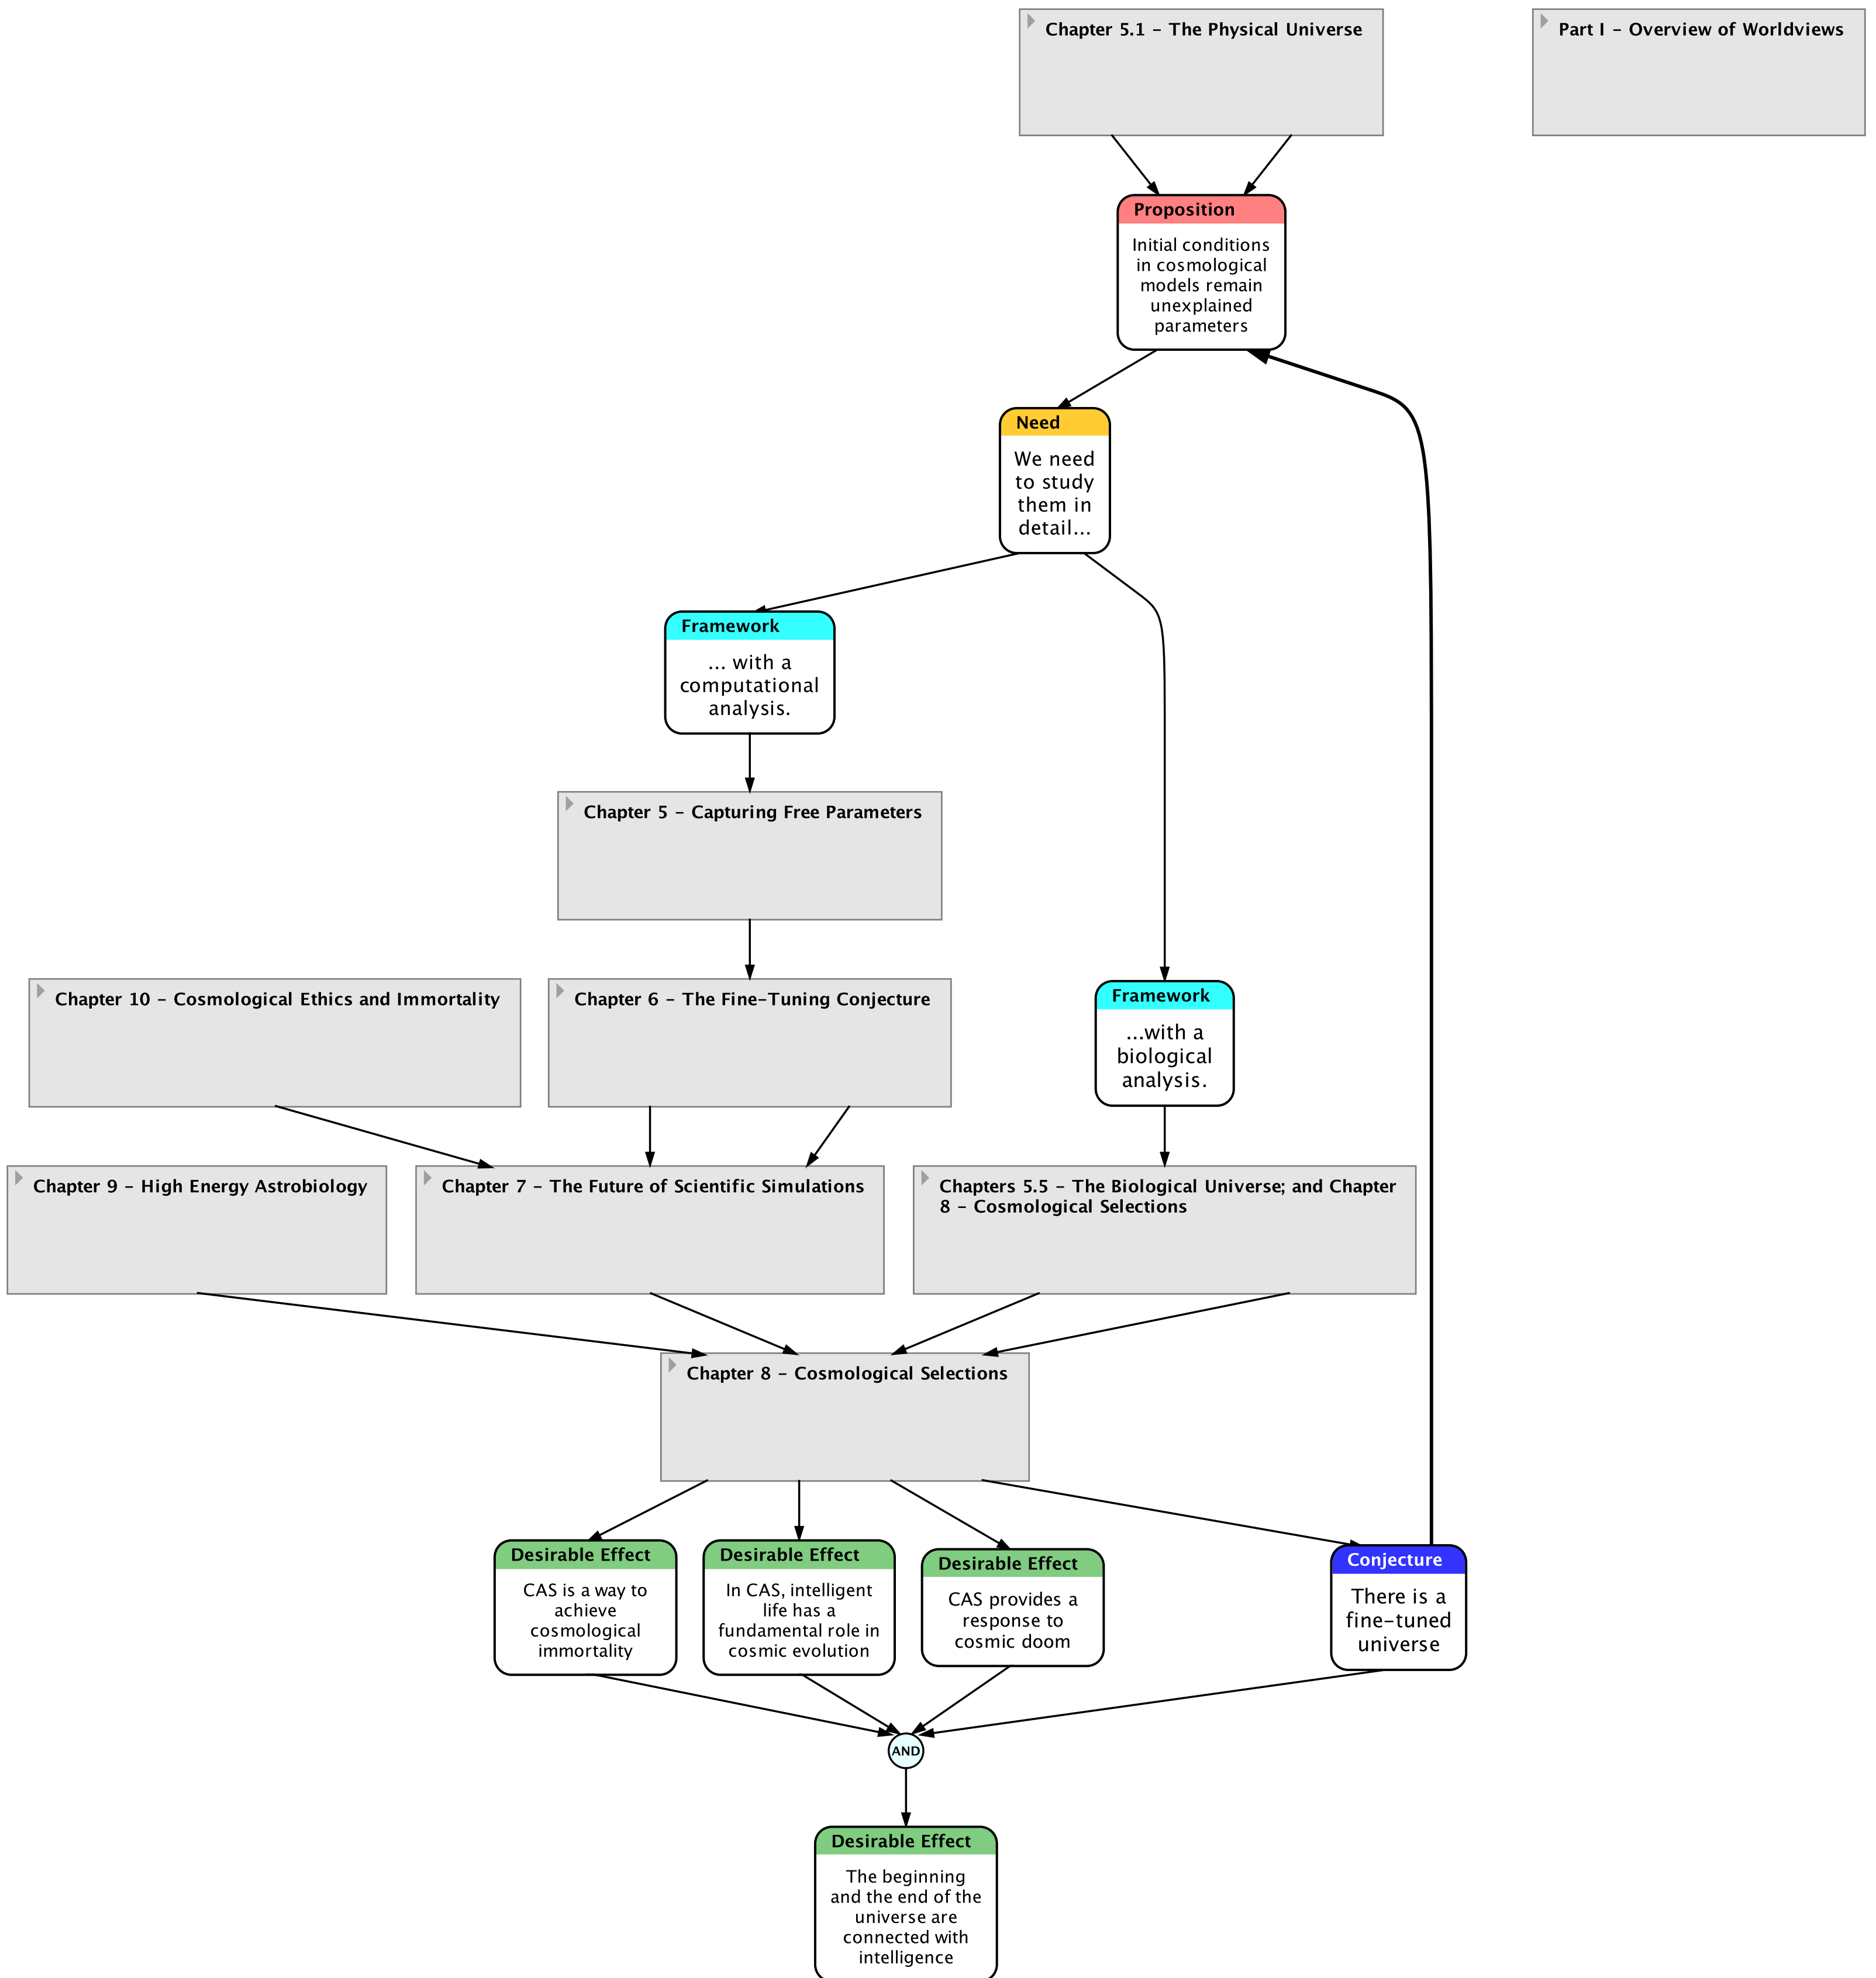 Chapter 5.1 – The Physical Universe
Part I – Overview of Worldviews
Proposition
Initial conditions
in cosmological
models remain
unexplained
parameters
Need
We need
to study
them in
detail...
Framework
... with a
computational
analysis.
Chapter 5 – Capturing Free Parameters
Chapter 10 – Cosmological Ethics and Immortality
Chapter 6 – The Fine–Tuning Conjecture
Framework
...with a
biological
analysis.
Chapter 9 – High Energy Astrobiology
Chapter 7 – The Future of Scientific Simulations
Chapters 5.5 – The Biological Universe; and Chapter
8 – Cosmological Selections
Chapter 8 – Cosmological Selections
Desirable Effect
CAS is a way to
achieve
cosmological
immortality
Desirable Effect
In CAS, intelligent
life has a
fundamental role in
cosmic evolution
Desirable Effect
CAS provides a
response to
cosmic doom
Conjecture
There is a
fine–tuned
universe
AND
Desirable Effect
The beginning
and the end of the
universe are
connected with
intelligence